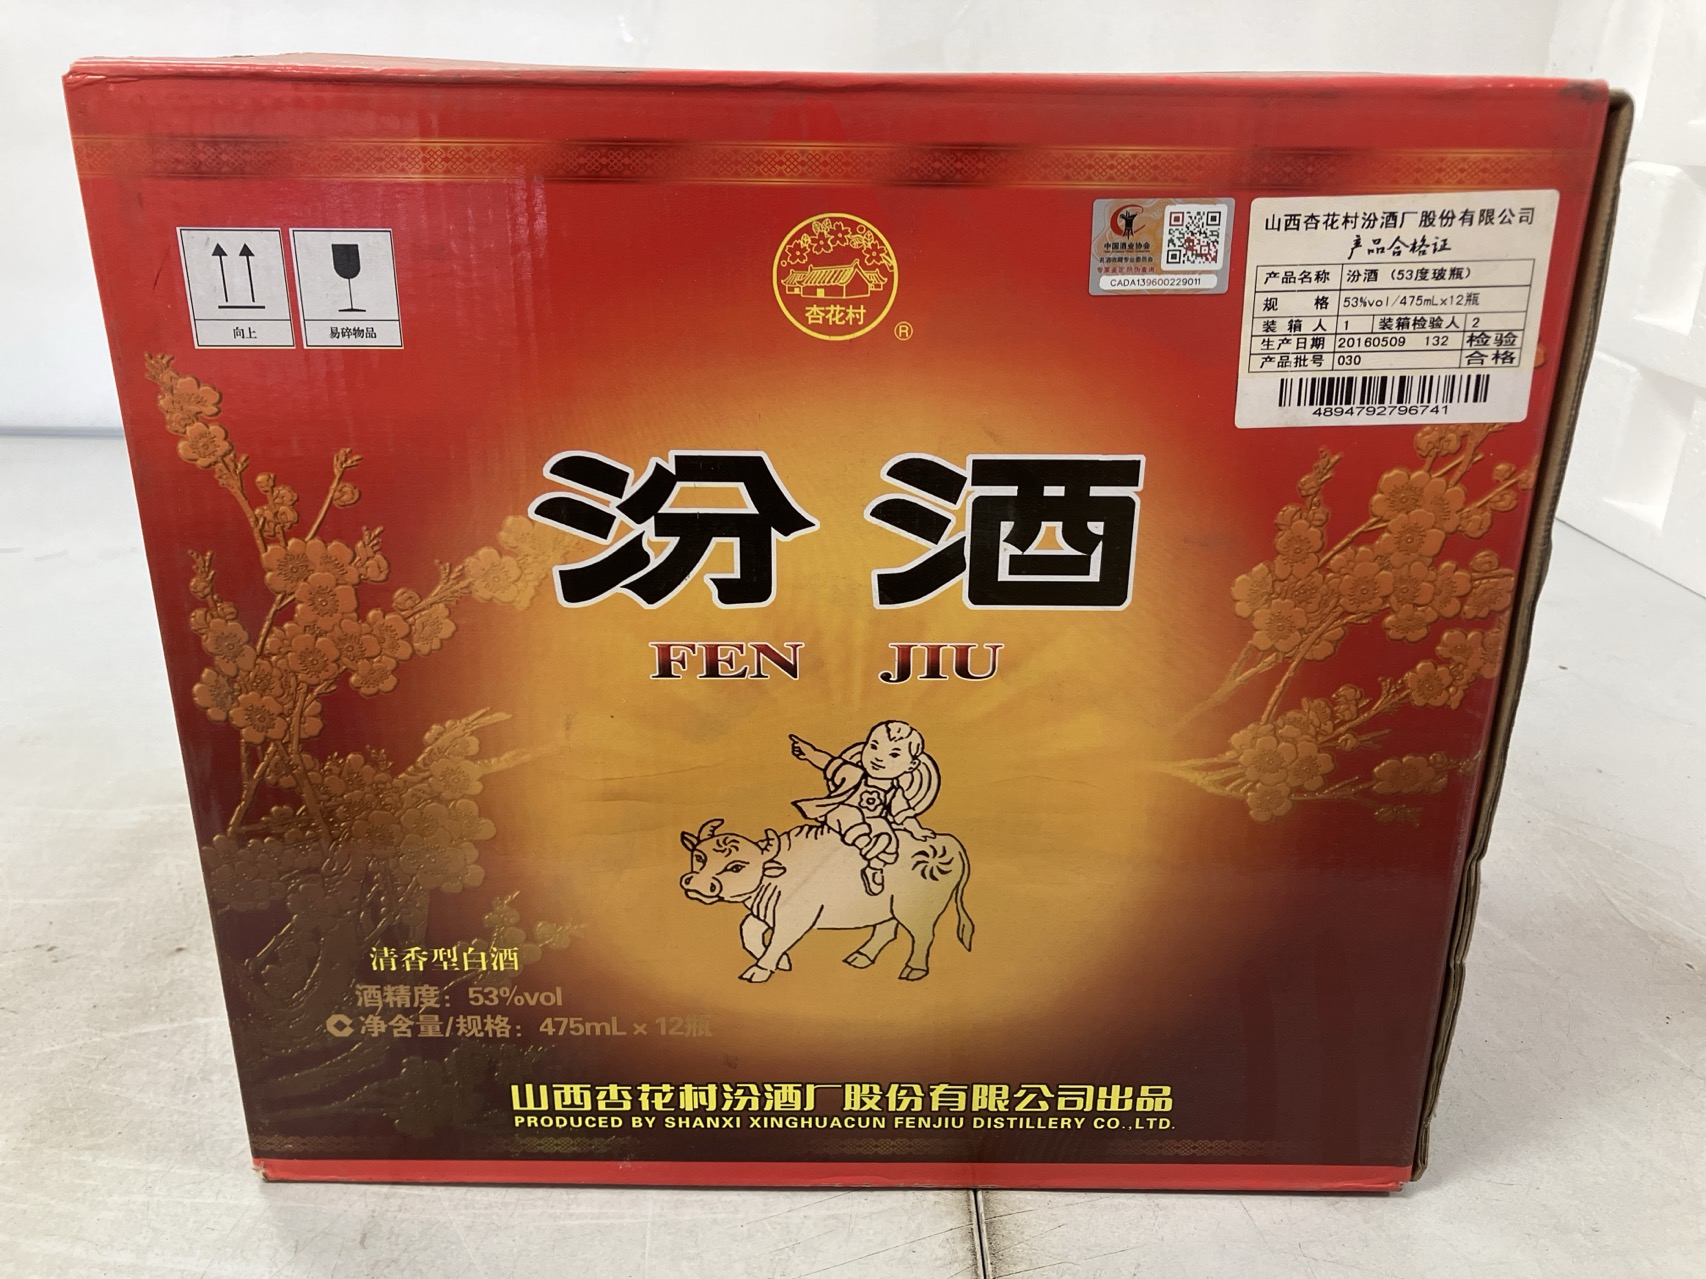 向上
易碎物品
杏花村
®
中国酒业协会
CADA139600229011
山西杏花村汾酒厂股份有限公司
产品合格证
产品名称 汾酒（53度玻瓶）
规 格 53%vol/475mL×12瓶
装箱人 1 装箱检验人 2
生产日期 20160509 132 检验
产品批号 030 合格
4894792796741
汾酒
FEN JIU
清香型白酒
酒精度：53%vol
净含量/规格：475mL×12瓶
山西杏花村汾酒厂股份有限公司出品
PRODUCED BY SHANXI XINGHUACUN FENJIU DISTILLERY CO.,LTD.